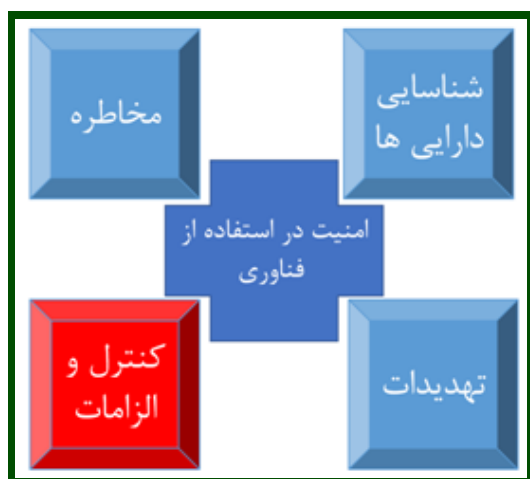 شناسایی
دارایی ها
مخاطره
امنیت در استفاده از
فناوری
تهدیدات
کنترل و
الزامات